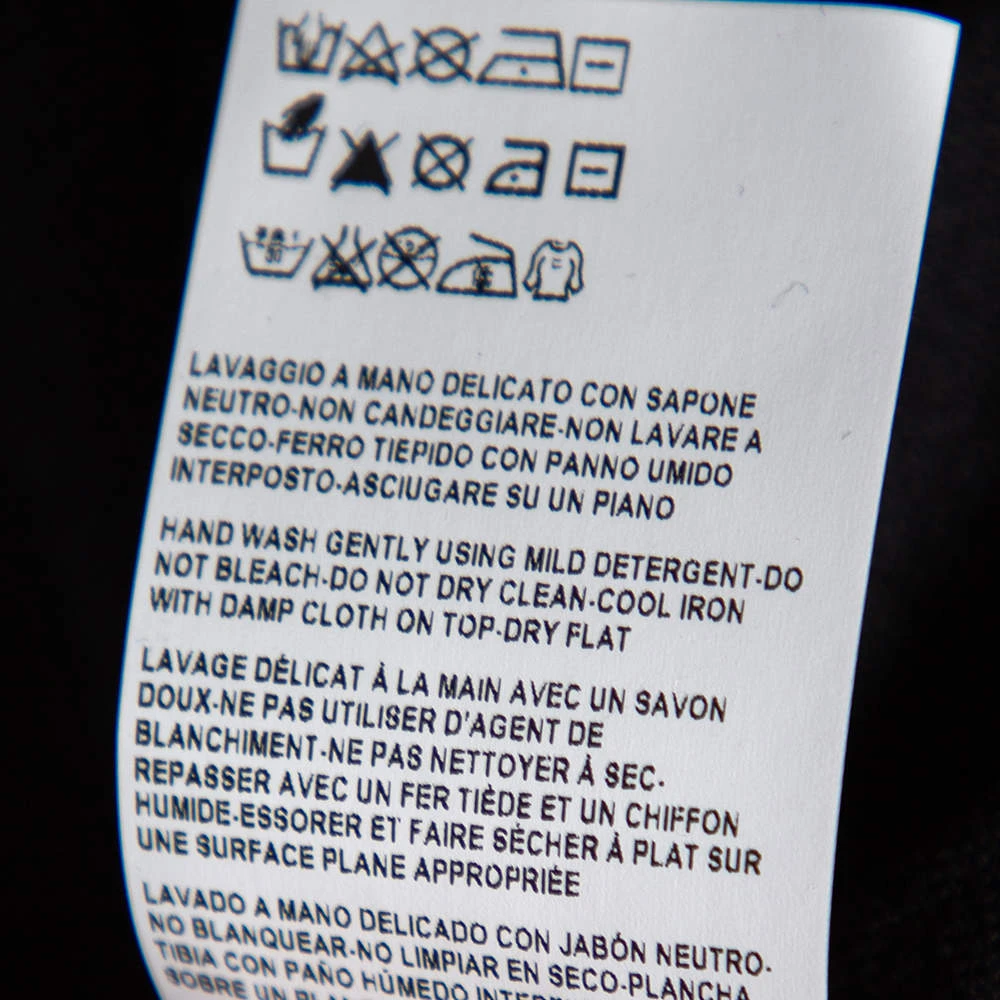 LAVAGGIO A MANO DELICATO CON SAPONE
NEUTRO-NON CANDEGGIARE-NON LAVARE A
SECCO-FERRO TIEPIDO CON PANNO UMIDO
INTERPOSTO-ASCIUGARE SU UN PIANO
HAND WASH GENTLY USING MILD DETERGENT-DO
NOT BLEACH-DO NOT DRY CLEAN-COOL IRON
WITH DAMP CLOTH ON TOP-DRY FLAT
LAVAGE DÉLICAT À LA MAIN AVEC UN SAVON
DOUX-NE PAS UTILISER D'AGENT DE
BLANCHIMENT-NE PAS NETTOYER À SEC-
REPASSER AVEC UN FER TIÈDE ET UN CHIFFON
HUMIDE-ESSORER ET FAIRE SÉCHER À PLAT SUR
UNE SURFACE PLANE APPROPRIÉE
LAVADO A MANO DELICADO CON JABÓN NEUTRO-
NO BLANQUEAR-NO LIMPIAR EN SECO-PLANCHA
TIBIA CON PAÑO HÚMEDO
SOBRE UN